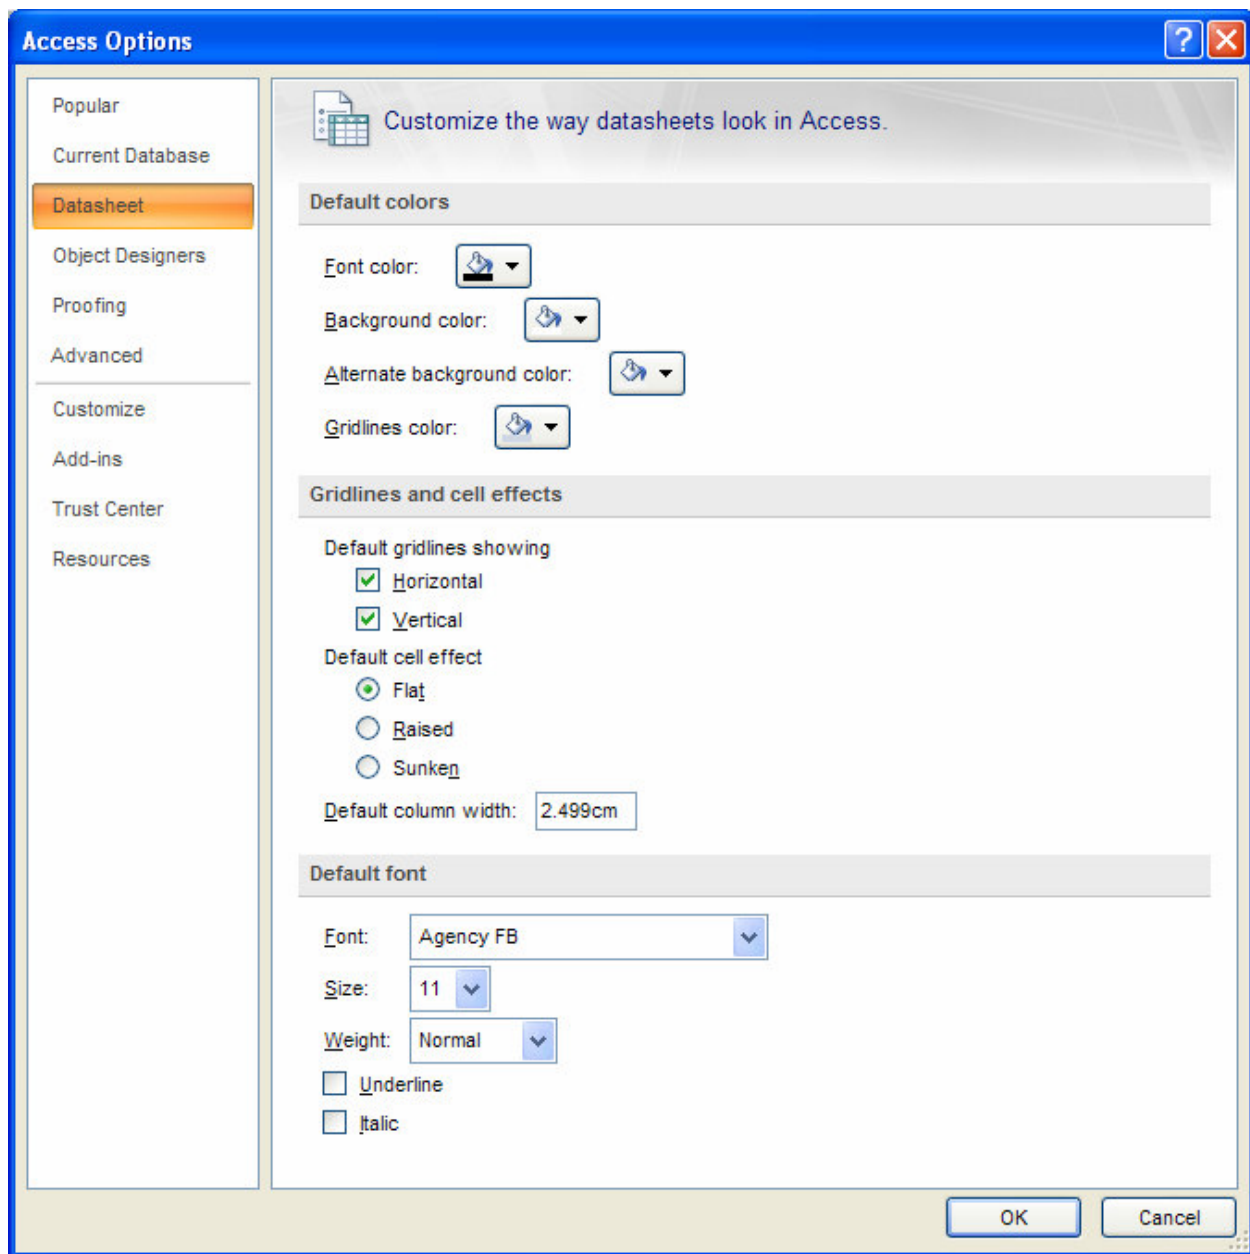 Access Options
Popular
Current Database
Datasheet
Object Designers
Proofing
Advanced
Customize
Add-ins
Trust Center
Resources
Customize the way datasheets look in Access.
Default colors
Font color:
Background color:
Alternate background color:
Gridlines color:
Gridlines and cell effects
Default gridlines showing
Horizontal
Vertical
Default cell effect
Flat
Raised
Sunken
Default column width: 2.499cm
Default font
Font: Agency FB
Size: 11
Weight: Normal
Underline
Italic
OK Cancel